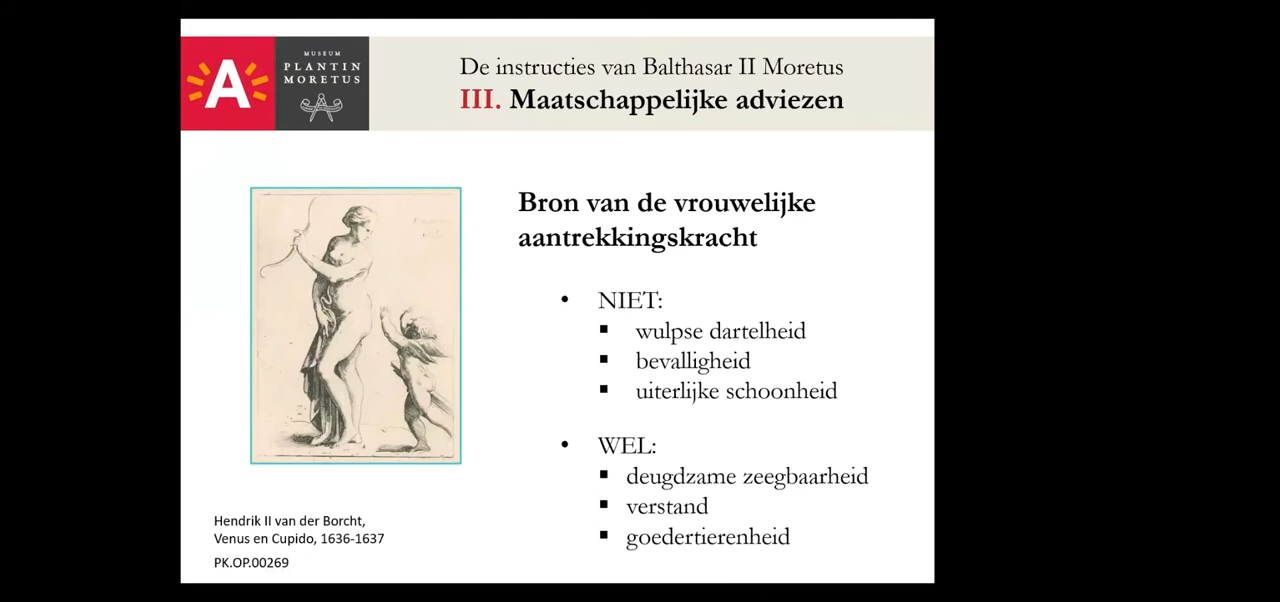 A
MUSEUM
PLANTIN
MORETUS
De instructies van Balthasar II Moretus
III. Maatschappelijke adviezen
Bron van de vrouwelijke
aantrekkingskracht
• NIET:
▪ wulpse dartelheid
▪ bevalligheid
▪ uiterlijke schoonheid
• WEL:
▪ deugdzame zeegbaarheid
▪ verstand
▪ goedertierenheid
Hendrik II van der Borcht,
Venus en Cupido, 1636-1637
PK.OP.00269